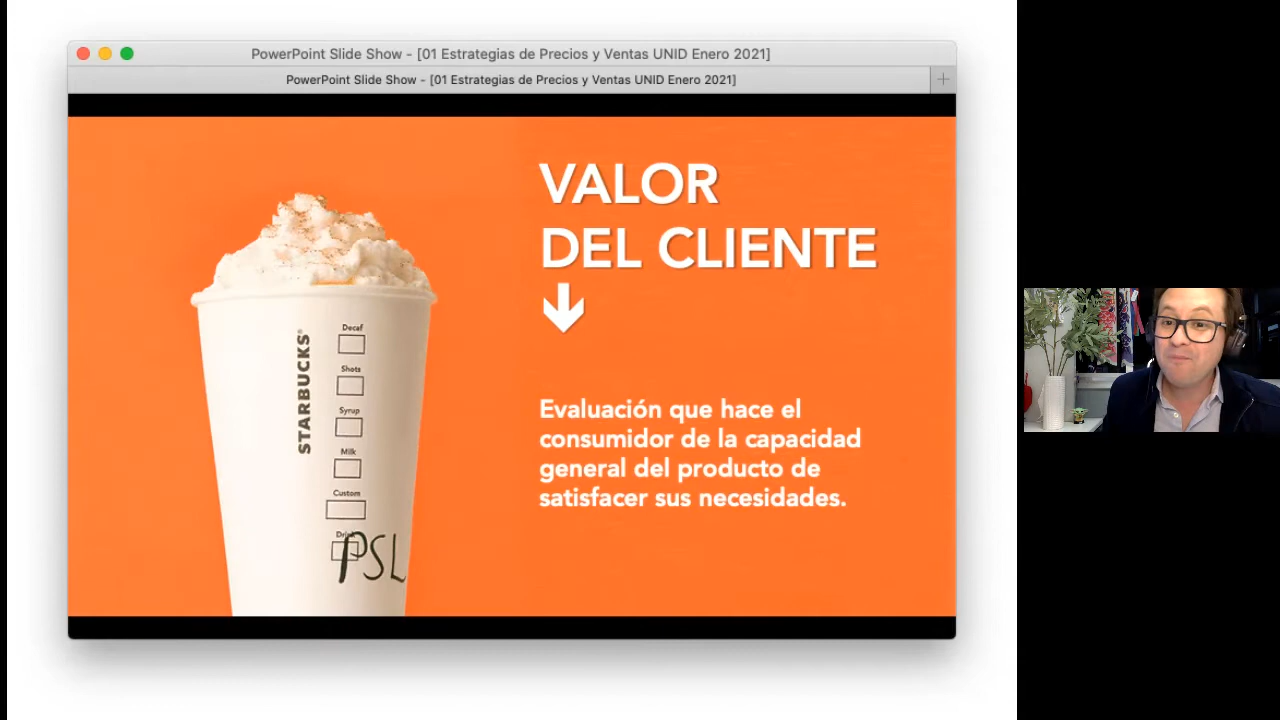 PowerPoint Slide Show - [01 Estrategias de Precios y Ventas UNID Enero 2021]
PowerPoint Slide Show - [01 Estrategias de Precios y Ventas UNID Enero 2021]
VALOR
DEL CLIENTE
Evaluación que hace el
consumidor de la capacidad
general del producto de
satisfacer sus necesidades.
STARBUCKS®
Decaf
Shots
Syrup
Milk
Custom
Drink
PSL